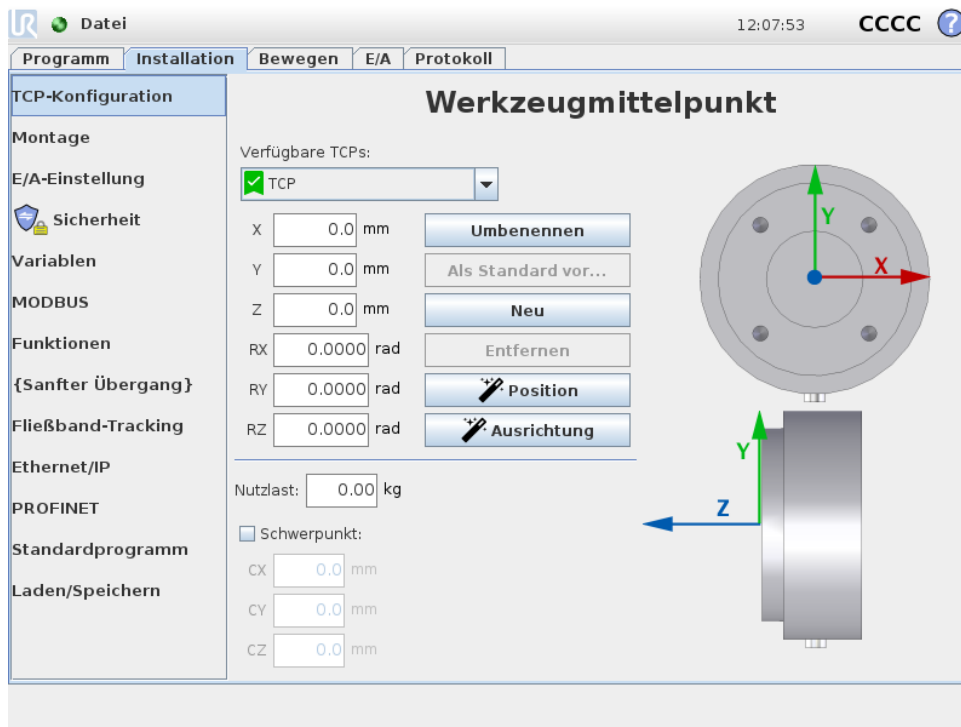 UR Datei 12:07:53 CCCC ?
Programm Installation Bewegen E/A Protokoll
TCP-Konfiguration
Montage
E/A-Einstellung
Sicherheit
Variablen
MODBUS
Funktionen
{Sanfter Übergang}
Fließband-Tracking
Ethernet/IP
PROFINET
Standardprogramm
Laden/Speichern
Werkzeugmittelpunkt
Verfügbare TCPs:
TCP
X 0.0 mm Umbenennen
Y 0.0 mm Als Standard vor...
Z 0.0 mm Neu
RX 0.0000 rad Entfernen
RY 0.0000 rad Position
RZ 0.0000 rad Ausrichtung
Nutzlast: 0.00 kg
Schwerpunkt:
CX 0.0 mm
CY 0.0 mm
CZ 0.0 mm
Y
X
Y
Z